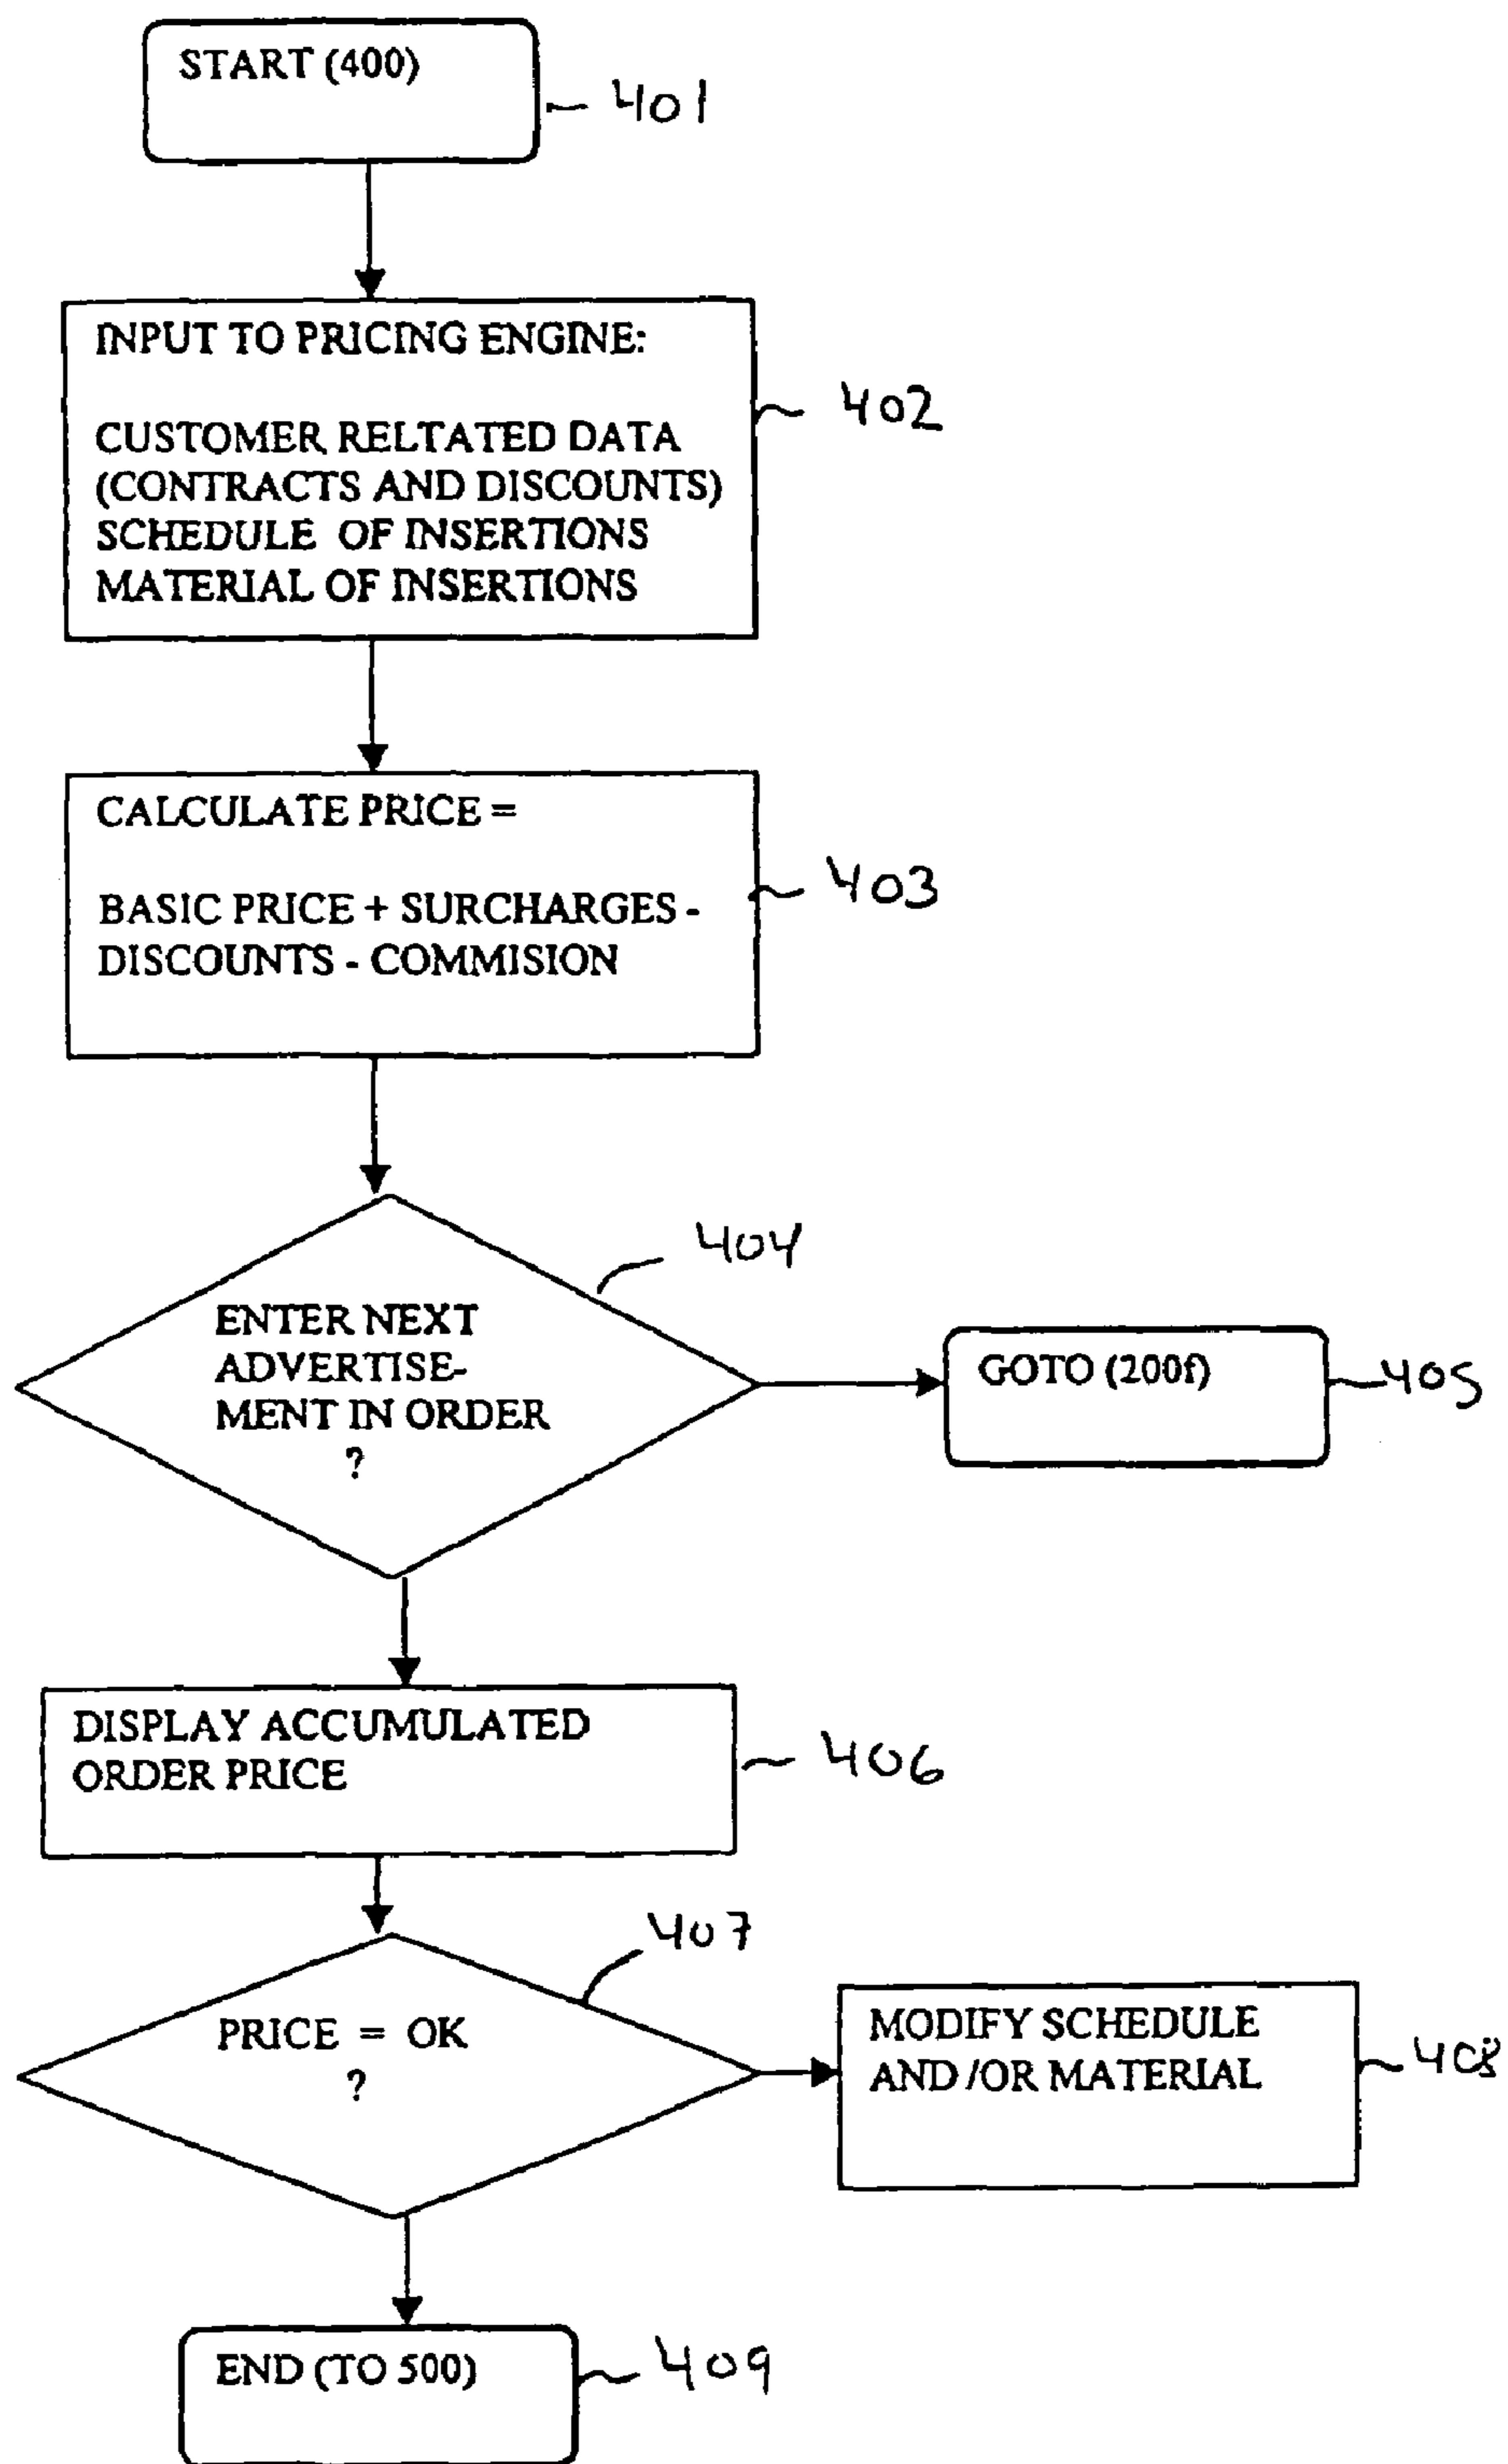 START (400)
401
INPUT TO PRICING ENGINE:
402
CUSTOMER RELTATED DATA
(CONTRACTS AND DISCOUNTS)
SCHEDULE OF INSERTIONS
MATERIAL OF INSERTIONS
CALCULATE PRICE =
403
BASIC PRICE + SURCHARGES -
DISCOUNTS - COMMISION
404
ENTER NEXT
ADVERTISE-
MENT IN ORDER
?
GOTO (200f)
405
DISPLAY ACCUMULATED
ORDER PRICE
406
407
PRICE = OK
?
MODIFY SCHEDULE
AND /OR MATERIAL
408
END (TO 500)
409